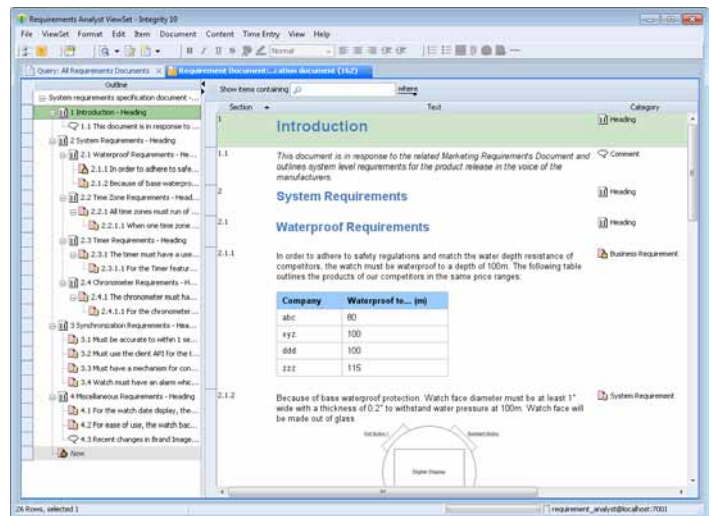 Requirements Analyst ViewSet - Integrity 10
File ViewSet Format Edit Item Document Content Time Entry View Help
Normal
Query: All Requirements Documents
Requirement Document:...cation document (162)
Outline
System requirements specification document - ...
1 Introduction - Heading
1.1 This document is in response to ...
2 System Requirements - Heading
2.1 Waterproof Requirements - He...
2.1.1 In order to adhere to safe...
2.1.2 Because of base waterpro...
2.2 Time Zone Requirements - Head...
2.2.1 All time zones must run of ...
2.2.1.1 When one time zone ...
2.3 Timer Requirements - Heading
2.3.1 The timer must have a use...
2.3.1.1 For the Timer featur...
2.4 Chronometer Requirements - H...
2.4.1 The chronometer must ha...
2.4.1.1 For the chronometer...
3 Synchronization Requirements - Hea...
3.1 Must be accurate to within 1 se...
3.2 Must use the client API for the t...
3.3 Must have a mechanism for con...
3.4 Watch must have an alarm whic...
4 Miscellaneous Requirements - Heading
4.1 For the watch date display, the...
4.2 For ease of use, the watch bac...
4.3 Recent changes in Brand Image...
New
Show items containing where
Section Text Category
1 Introduction Heading
1.1 This document is in response to the related Marketing Requirements Document and Comment
outlines system level requirements for the product release in the voice of the
manufacturers.
2 System Requirements Heading
2.1 Waterproof Requirements Heading
2.1.1 In order to adhere to safety regulations and match the water depth resistance of Business Requirement
competitors, the watch must be waterproof to a depth of 100m. The following table
outlines the products of our competitors in the same price ranges:
Company Waterproof to... (m)
abc 80
xyz 100
ddd 100
zzz 115
2.1.2 Because of base waterproof protection. Watch face diameter must be at least 1" System Requirement
wide with a thickness of 0.2" to withstand water pressure at 100m. Watch face will
be made out of glass
Digital Display
26 Rows, selected 1
requirement_analyst@localhost:7001